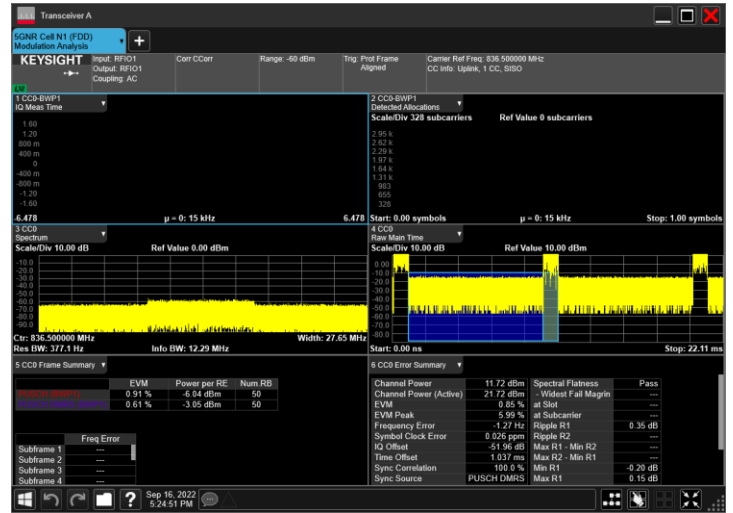 Transceiver A
5GNR Cell N1 (FDD)
Modulation Analysis
KEYSIGHT
LXI
Input: RFIO1
Output: RFIO1
Coupling: AC
Corr CCorr
Range: -60 dBm
Trig: Prot Frame
Aligned
Carrier Ref Freq: 836.500000 MHz
CC Info: Uplink, 1 CC, SISO
1 CC0-BWP1
IQ Meas Time
1.60
1.20
800 m
400 m
0
-400 m
-800 m
-1.20
-1.60
-6.478 μ = 0: 15 kHz 6.478
2 CC0-BWP1
Detected Allocations
Scale/Div 328 subcarriers Ref Value 0 subcarriers
2.95 k
2.62 k
2.29 k
1.97 k
1.64 k
1.31 k
983
655
328
Start: 0.00 symbols μ = 0: 15 kHz Stop: 1.00 symbols
3 CC0
Spectrum
Scale/Div 10.00 dB Ref Value 0.00 dBm
-10.0
-20.0
-30.0
-40.0
-50.0
-60.0
-70.0
-80.0
-90.0
Ctr: 836.500000 MHz Width: 27.65 MHz
Res BW: 377.1 Hz Info BW: 12.29 MHz
4 CC0
Raw Main Time
Scale/Div 10.00 dB Ref Value 10.00 dBm
0.00
-10.0
-20.0
-30.0
-40.0
-50.0
-60.0
-70.0
-80.0
Start: 0.00 ns Stop: 22.11 ms
5 CC0 Frame Summary
EVM Power per RE Num.RB
0.91 % -6.04 dBm 50
0.61 % -3.05 dBm 50
Freq Error
Subframe 1 ---
Subframe 2 ---
Subframe 3 ---
Subframe 4 ---
6 CC0 Error Summary
Channel Power 11.72 dBm Spectral Flatness Pass
Channel Power (Active) 21.72 dBm - Widest Fail Magrin ---
EVM 0.85 % at Slot ---
EVM Peak 5.99 % at Subcarrier ---
Frequency Error -1.27 Hz Ripple R1 0.35 dB
Symbol Clock Error 0.026 ppm Ripple R2 ---
IQ Offset -51.96 dB Max R1 - Min R2 ---
Time Offset 1.037 ms Max R2 - Min R1 ---
Sync Correlation 100.0 % Min R1 -0.20 dB
Sync Source PUSCH DMRS Max R1 0.15 dB
Sep 16, 2022
5:24:51 PM